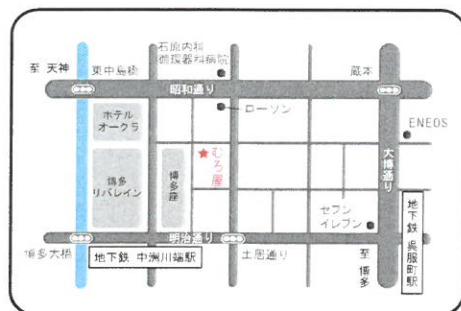 石原内科
循環器科病院
至 天神
東中島橋
蔵本
昭和通り
ローソン
ENEOS
ホテル
オークラ
★むろ屋
博多
リバレイン
博多座
大博通り
セブン
イレブン
地下鉄 呉服町駅
明治通り
博多大橋
地下鉄 中洲川端駅
土居通り
至 博多